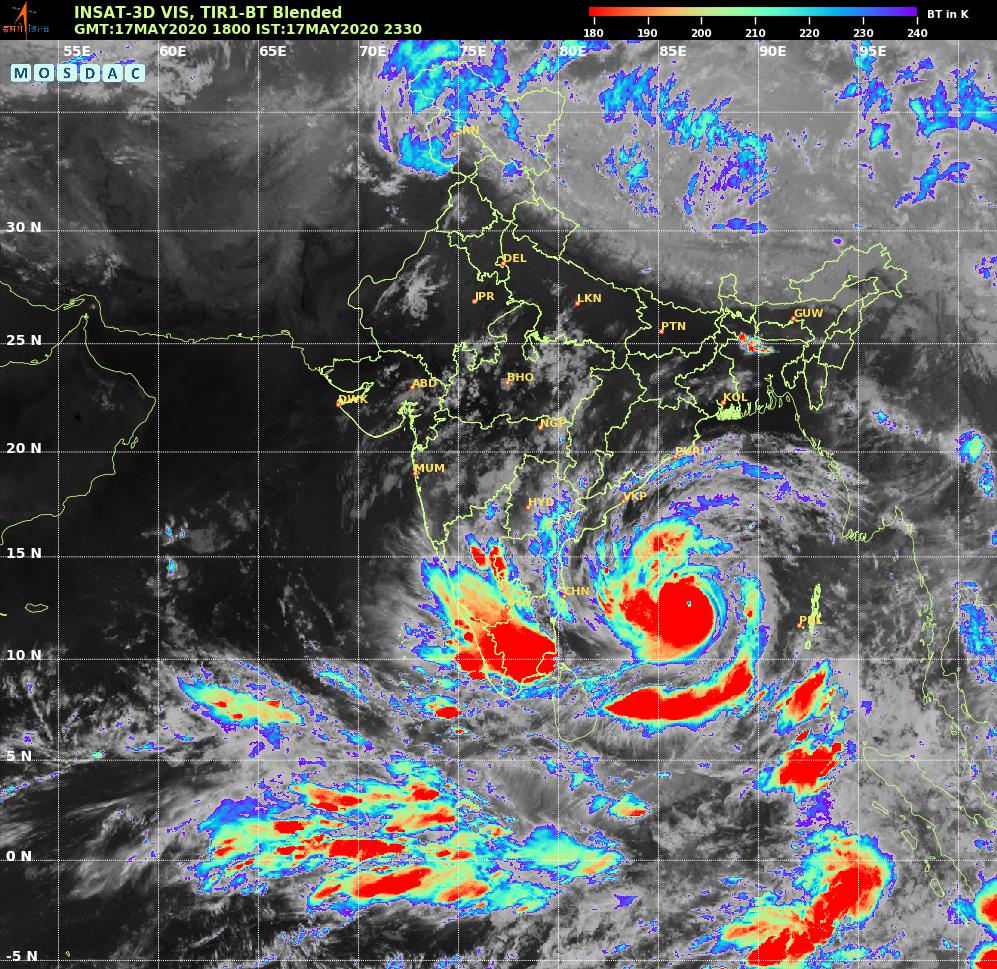 INSAT-3D VIS, TIR1-BT Blended
GMT:17MAY2020 1800 IST:17MAY2020 2330
BT in K
180 190 200 210 220 230 240
55E 60E 65E 70E 75E 80E 85E 90E 95E
MOSDAC
SRN
30 N
DEL
JPR
LKN
GUW
PTN
25 N
BHO
ABD
DWK
KOL
NGP
20 N
PURI
MUM
VKP
HYD
15 N
CHN
PBL
10 N
5 N
0 N
-5 N